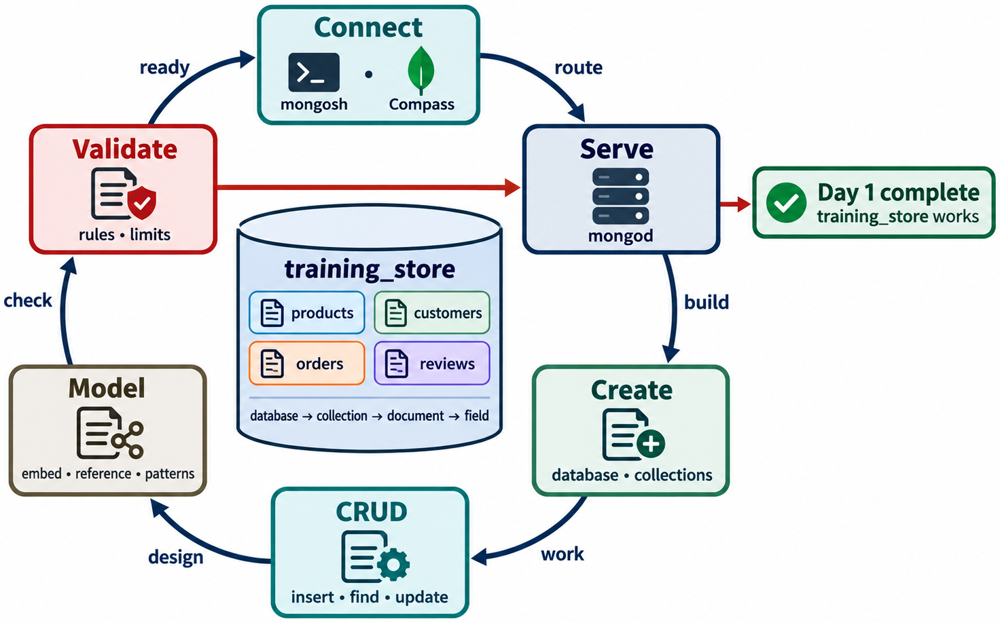 Connect
mongosh • Compass
ready
route
Validate
rules • limits
Serve
mongod
Day 1 complete
training_store works
training_store
products
customers
orders
reviews
database → collection → document → field
check
build
Model
embed • reference • patterns
Create
database • collections
CRUD
insert • find • update
design
work